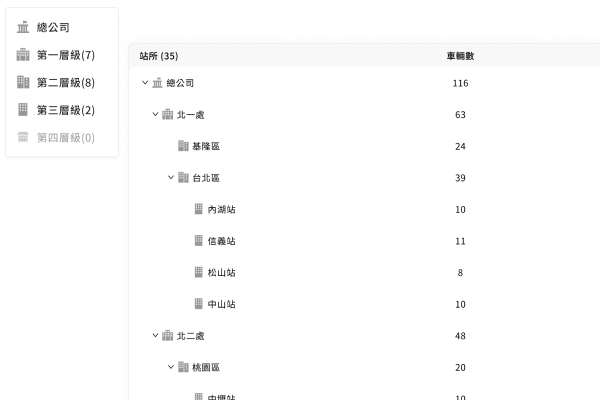 總公司
第一層級(7)
第二層級(8)
第三層級(2)
第四層級(0)
站所 (35) 車輛數
總公司 116
北一處 63
基隆區 24
台北區 39
內湖站 10
信義站 11
松山站 8
中山站 10
北二處 48
桃園區 20
中壢站 10